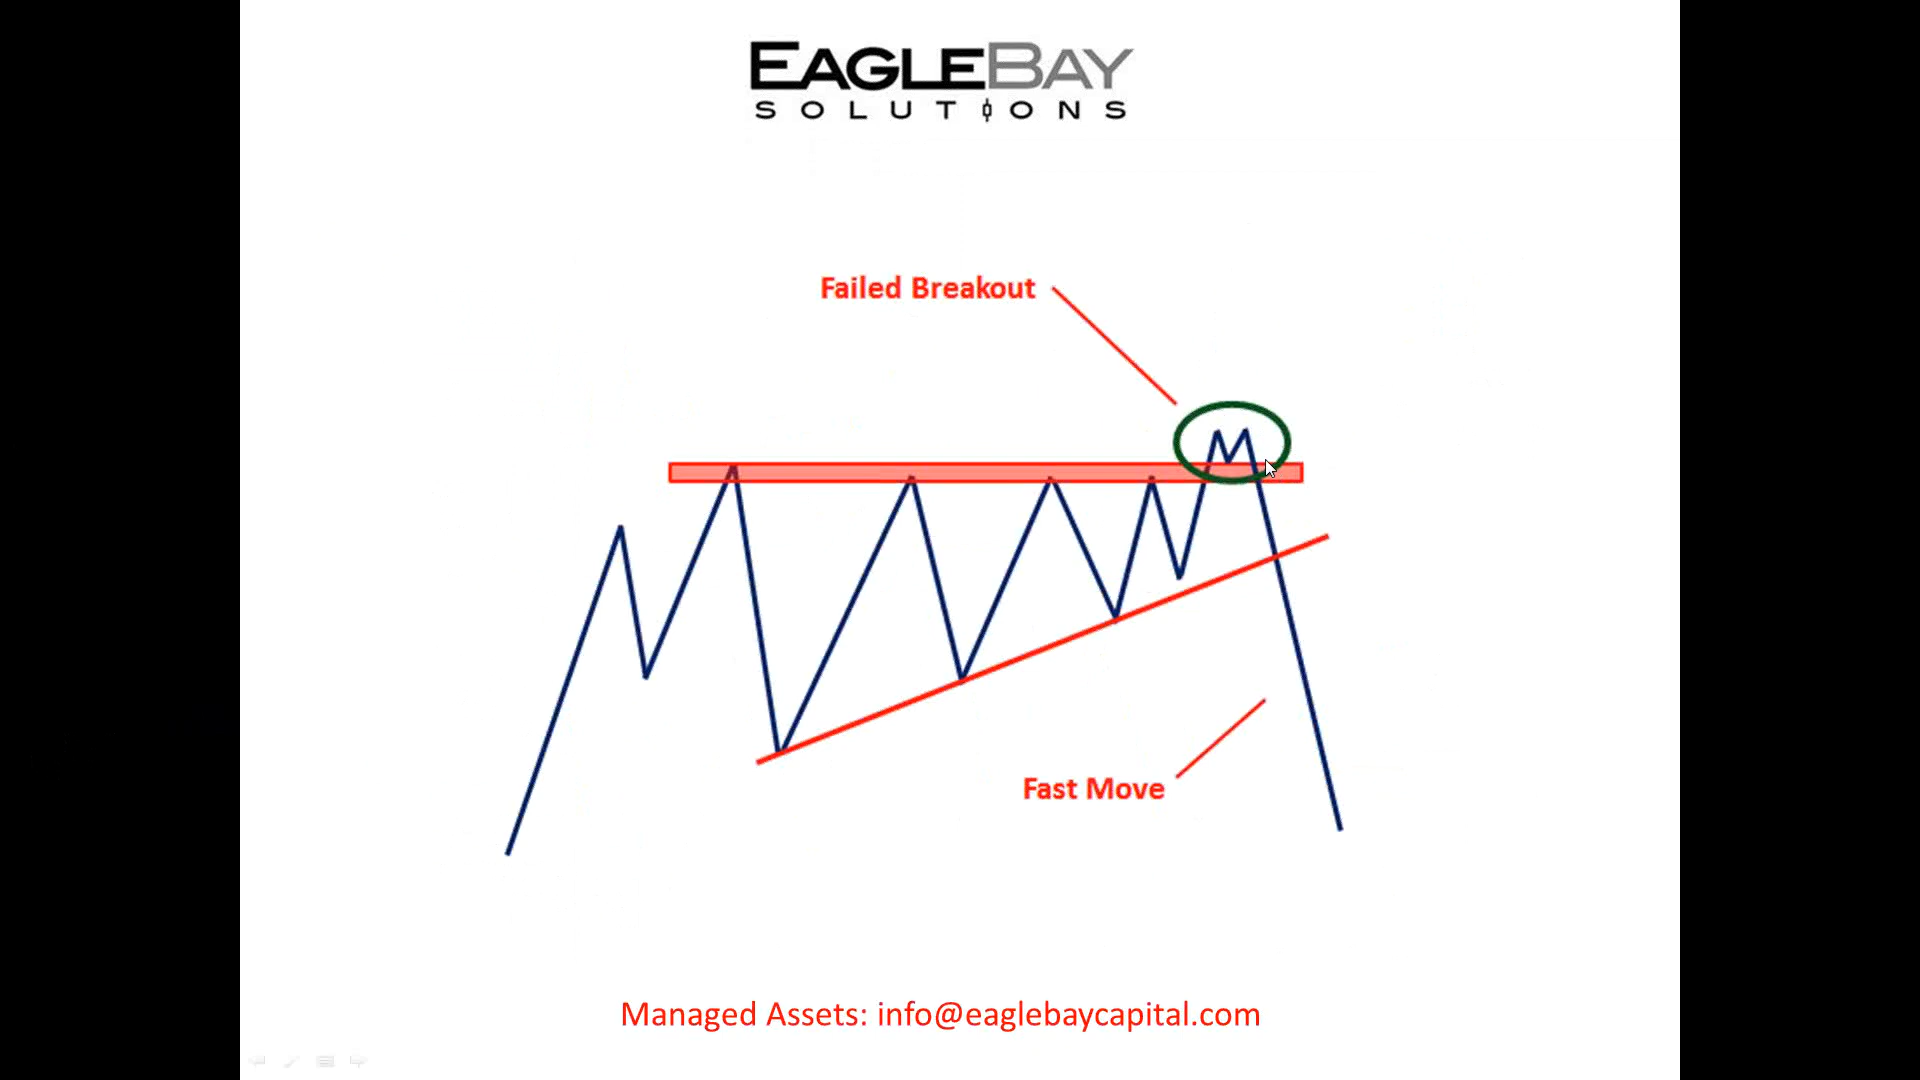 EAGLEBAY
SOLUTIONS
Failed Breakout
Fast Move
Managed Assets: info@eaglebaycapital.com